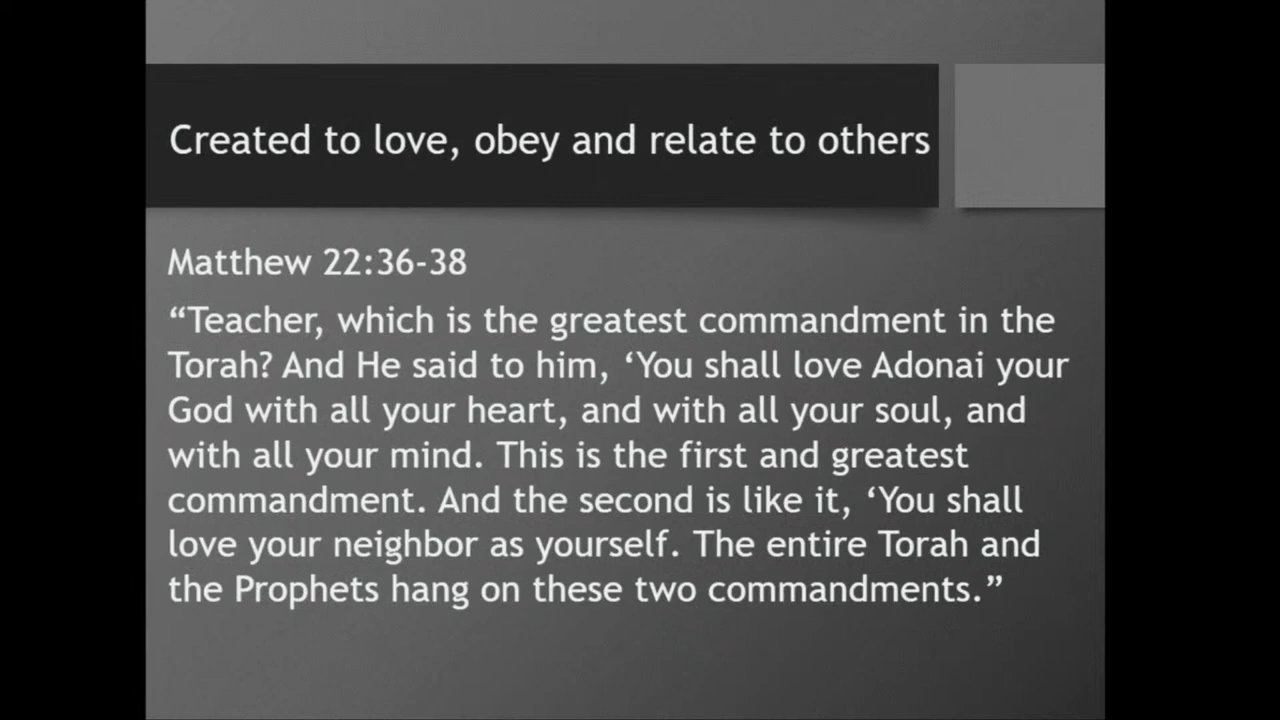 Created to love, obey and relate to others
Matthew 22:36-38
“Teacher, which is the greatest commandment in the
Torah? And He said to him, ‘You shall love Adonai your
God with all your heart, and with all your soul, and
with all your mind. This is the first and greatest
commandment. And the second is like it, ‘You shall
love your neighbor as yourself. The entire Torah and
the Prophets hang on these two commandments.”